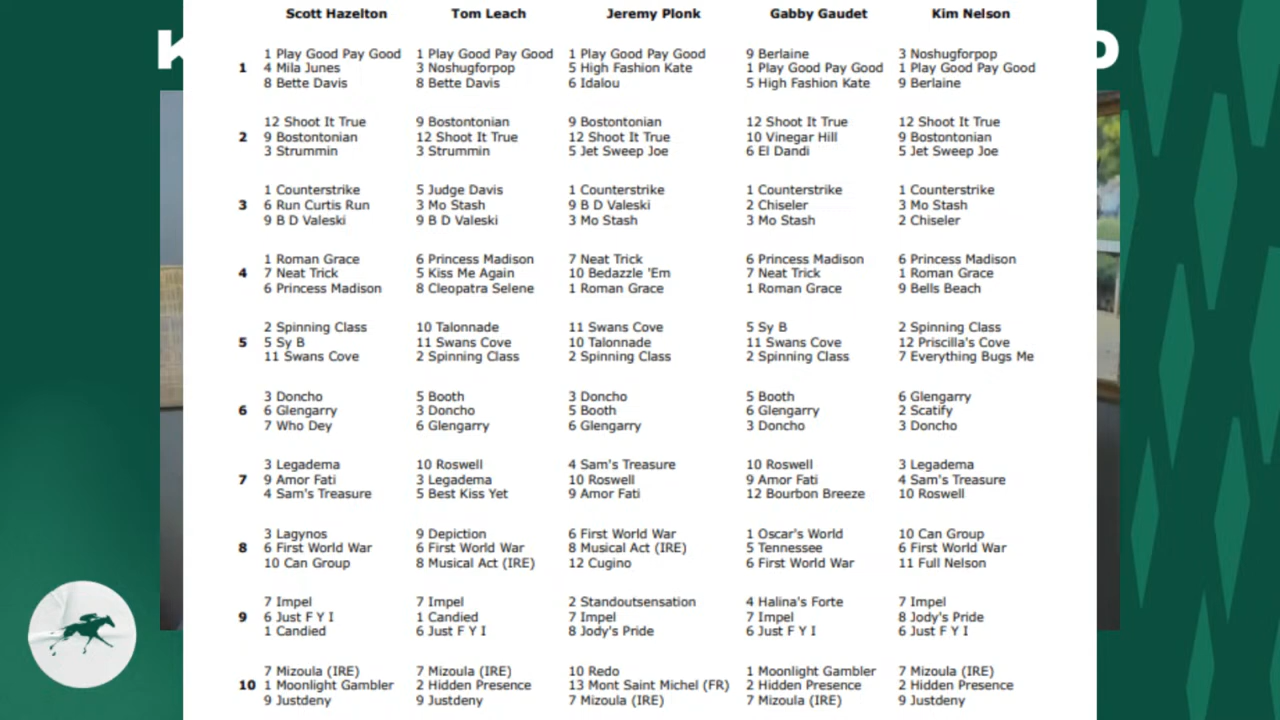 K
O
Scott Hazelton Tom Leach Jeremy Plonk Gabby Gaudet Kim Nelson
1 Play Good Pay Good 1 Play Good Pay Good 1 Play Good Pay Good 9 Berlaine 3 Noshugforpop
1 4 Mila Junes 3 Noshugforpop 5 High Fashion Kate 1 Play Good Pay Good 1 Play Good Pay Good
8 Bette Davis 8 Bette Davis 6 Idalou 5 High Fashion Kate 9 Berlaine
12 Shoot It True 9 Bostontonian 9 Bostontonian 12 Shoot It True 12 Shoot It True
2 9 Bostontonian 12 Shoot It True 12 Shoot It True 10 Vinegar Hill 9 Bostontonian
3 Strummin 3 Strummin 5 Jet Sweep Joe 6 El Dandi 5 Jet Sweep Joe
1 Counterstrike 5 Judge Davis 1 Counterstrike 1 Counterstrike 1 Counterstrike
3 6 Run Curtis Run 3 Mo Stash 9 B D Valeski 2 Chiseler 3 Mo Stash
9 B D Valeski 9 B D Valeski 3 Mo Stash 3 Mo Stash 2 Chiseler
1 Roman Grace 6 Princess Madison 7 Neat Trick 6 Princess Madison 6 Princess Madison
4 7 Neat Trick 5 Kiss Me Again 10 Bedazzle 'Em 7 Neat Trick 1 Roman Grace
6 Princess Madison 8 Cleopatra Selene 1 Roman Grace 1 Roman Grace 9 Bells Beach
2 Spinning Class 10 Talonnade 11 Swans Cove 5 Sy B 2 Spinning Class
5 5 Sy B 11 Swans Cove 10 Talonnade 11 Swans Cove 12 Priscilla's Cove
11 Swans Cove 2 Spinning Class 2 Spinning Class 2 Spinning Class 7 Everything Bugs Me
3 Doncho 5 Booth 3 Doncho 5 Booth 6 Glengarry
6 6 Glengarry 3 Doncho 5 Booth 6 Glengarry 2 Scatify
7 Who Dey 6 Glengarry 6 Glengarry 3 Doncho 3 Doncho
3 Legadema 10 Roswell 4 Sam's Treasure 10 Roswell 3 Legadema
7 9 Amor Fati 3 Legadema 10 Roswell 9 Amor Fati 4 Sam's Treasure
4 Sam's Treasure 5 Best Kiss Yet 9 Amor Fati 12 Bourbon Breeze 10 Roswell
3 Lagynos 9 Depiction 6 First World War 1 Oscar's World 10 Can Group
8 6 First World War 6 First World War 8 Musical Act (IRE) 5 Tennessee 6 First World War
10 Can Group 8 Musical Act (IRE) 12 Cugino 6 First World War 11 Full Nelson
7 Impel 7 Impel 2 Standoutsensation 4 Halina's Forte 7 Impel
9 6 Just F Y I 1 Candied 7 Impel 7 Impel 8 Jody's Pride
1 Candied 6 Just F Y I 8 Jody's Pride 6 Just F Y I 6 Just F Y I
7 Mizoula (IRE) 7 Mizoula (IRE) 10 Redo 1 Moonlight Gambler 7 Mizoula (IRE)
10 1 Moonlight Gambler 2 Hidden Presence 13 Mont Saint Michel (FR) 2 Hidden Presence 2 Hidden Presence
9 Justdeny 9 Justdeny 7 Mizoula (IRE) 7 Mizoula (IRE) 9 Justdeny